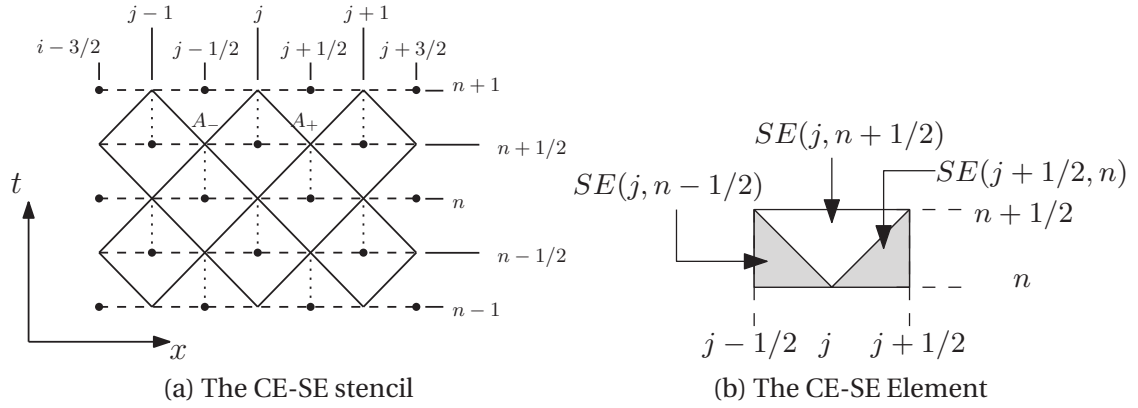 j − 1 j j + 1
i − 3/2 j − 1/2 j + 1/2 j + 3/2
n + 1
A− A+
n + 1/2
t
n
n − 1/2
n − 1
x
(a) The CE-SE stencil
SE(j, n + 1/2)
SE(j, n − 1/2) SE(j + 1/2, n)
n + 1/2
n
j − 1/2 j j + 1/2
(b) The CE-SE Element